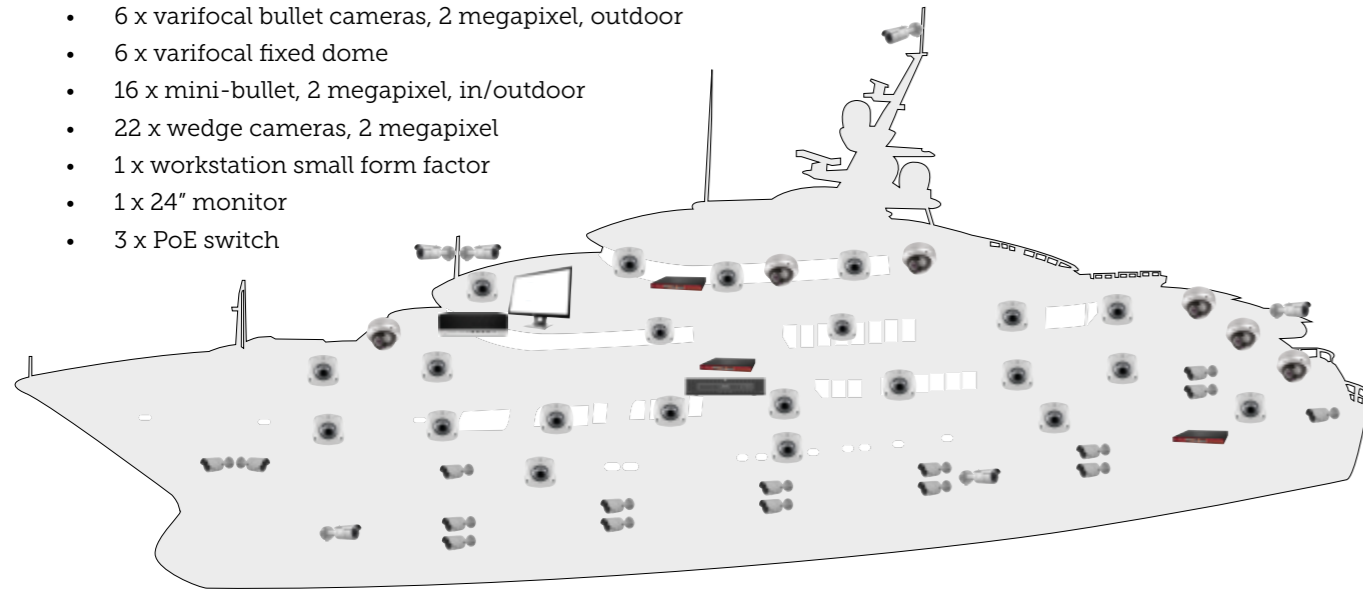 • 6 x varifocal bullet cameras, 2 megapixel, outdoor
• 6 x varifocal fixed dome
• 16 x mini-bullet, 2 megapixel, in/outdoor
• 22 x wedge cameras, 2 megapixel
• 1 x workstation small form factor
• 1 x 24” monitor
• 3 x PoE switch